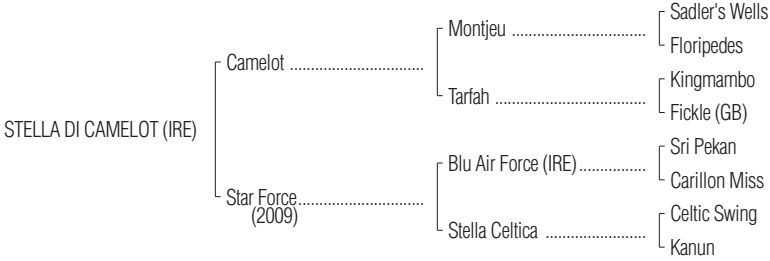 Sadler's Wells
Montjeu ................................
Floripedes
Camelot ................................
Kingmambo
Tarfah ....................................
Fickle (GB)
STELLA DI CAMELOT (IRE)
Sri Pekan
Blu Air Force (IRE)................
Carillon Miss
Star Force..............................
(2009)
Celtic Swing
Stella Celtica ........................
Kanun